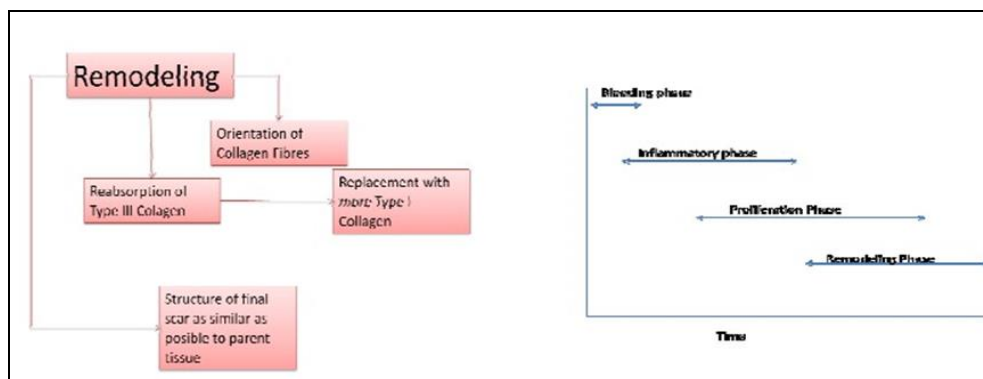 Remodeling
Orientation of
Collagen Fibres
Reabsorption of
Type III Colagen
Replacement with
more Type I
Collagen
Structure of final
scar as similar as
posible to parent
tissue
Bleeding phase
Inflammatory phase
Proliferation Phase
Remodeling Phase
Time